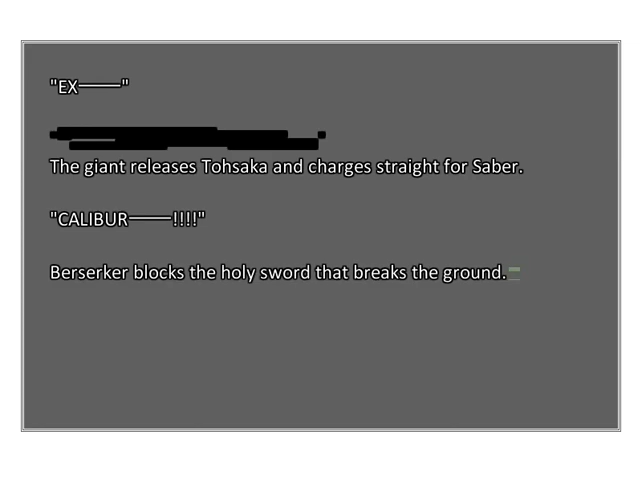 "EX───"
The giant releases Tohsaka and charges straight for Saber.
"CALIBUR───!!!!"
Berserker blocks the holy sword that breaks the ground.